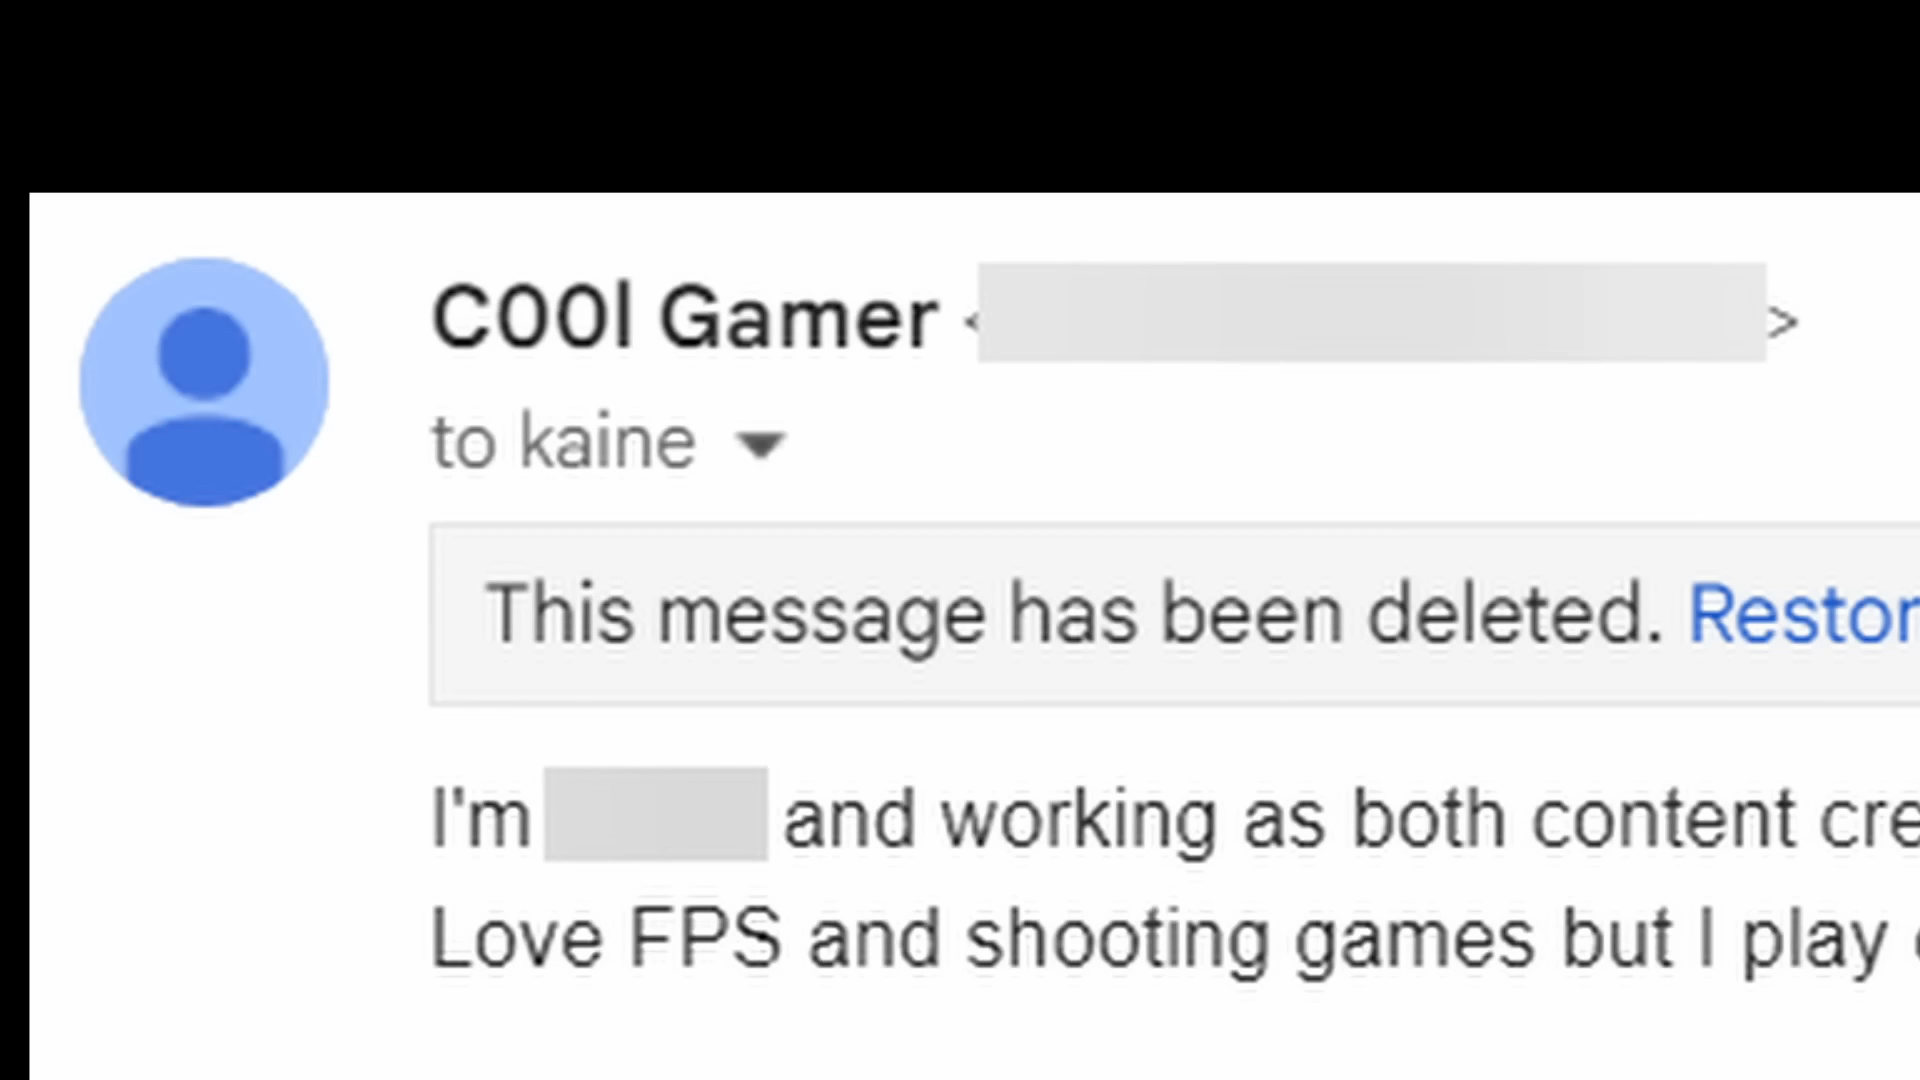 C00l Gamer < >
to kaine
This message has been deleted. Restor
I'm and working as both content cre
Love FPS and shooting games but I play